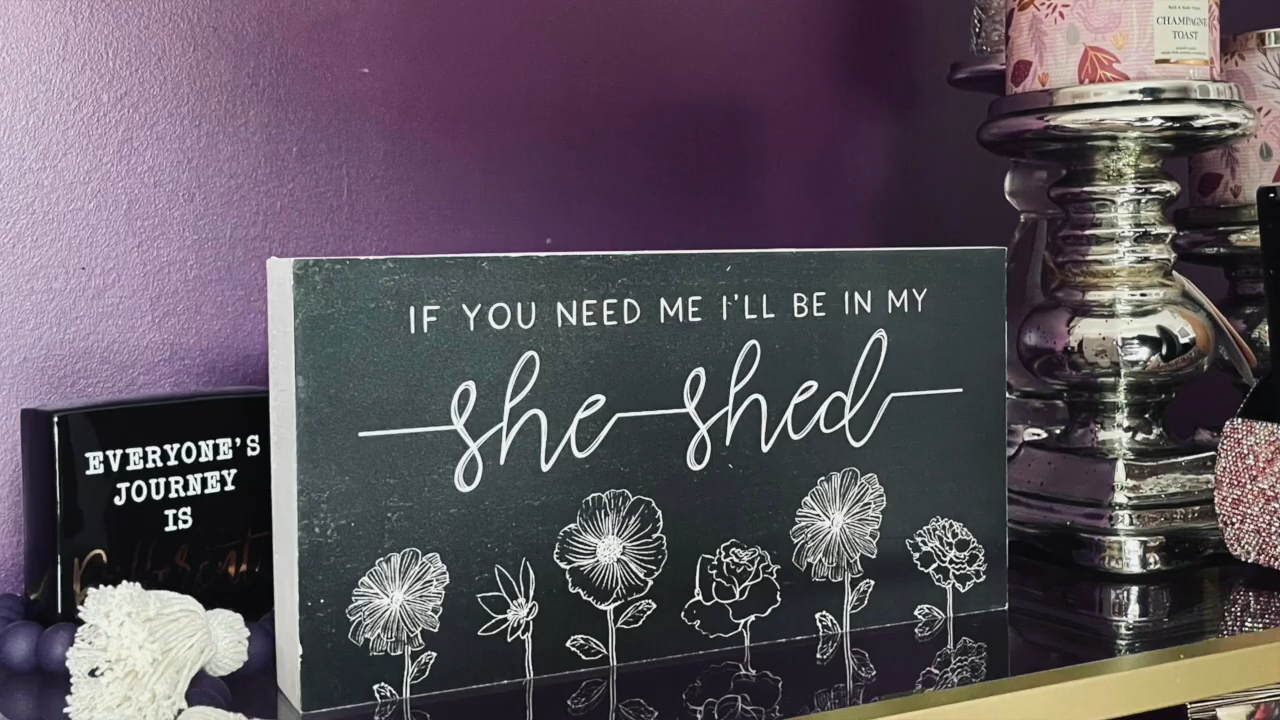 IF YOU NEED ME I'LL BE IN MY
she shed
EVERYONE'S
JOURNEY
IS
CHAMPAGNE
TOAST